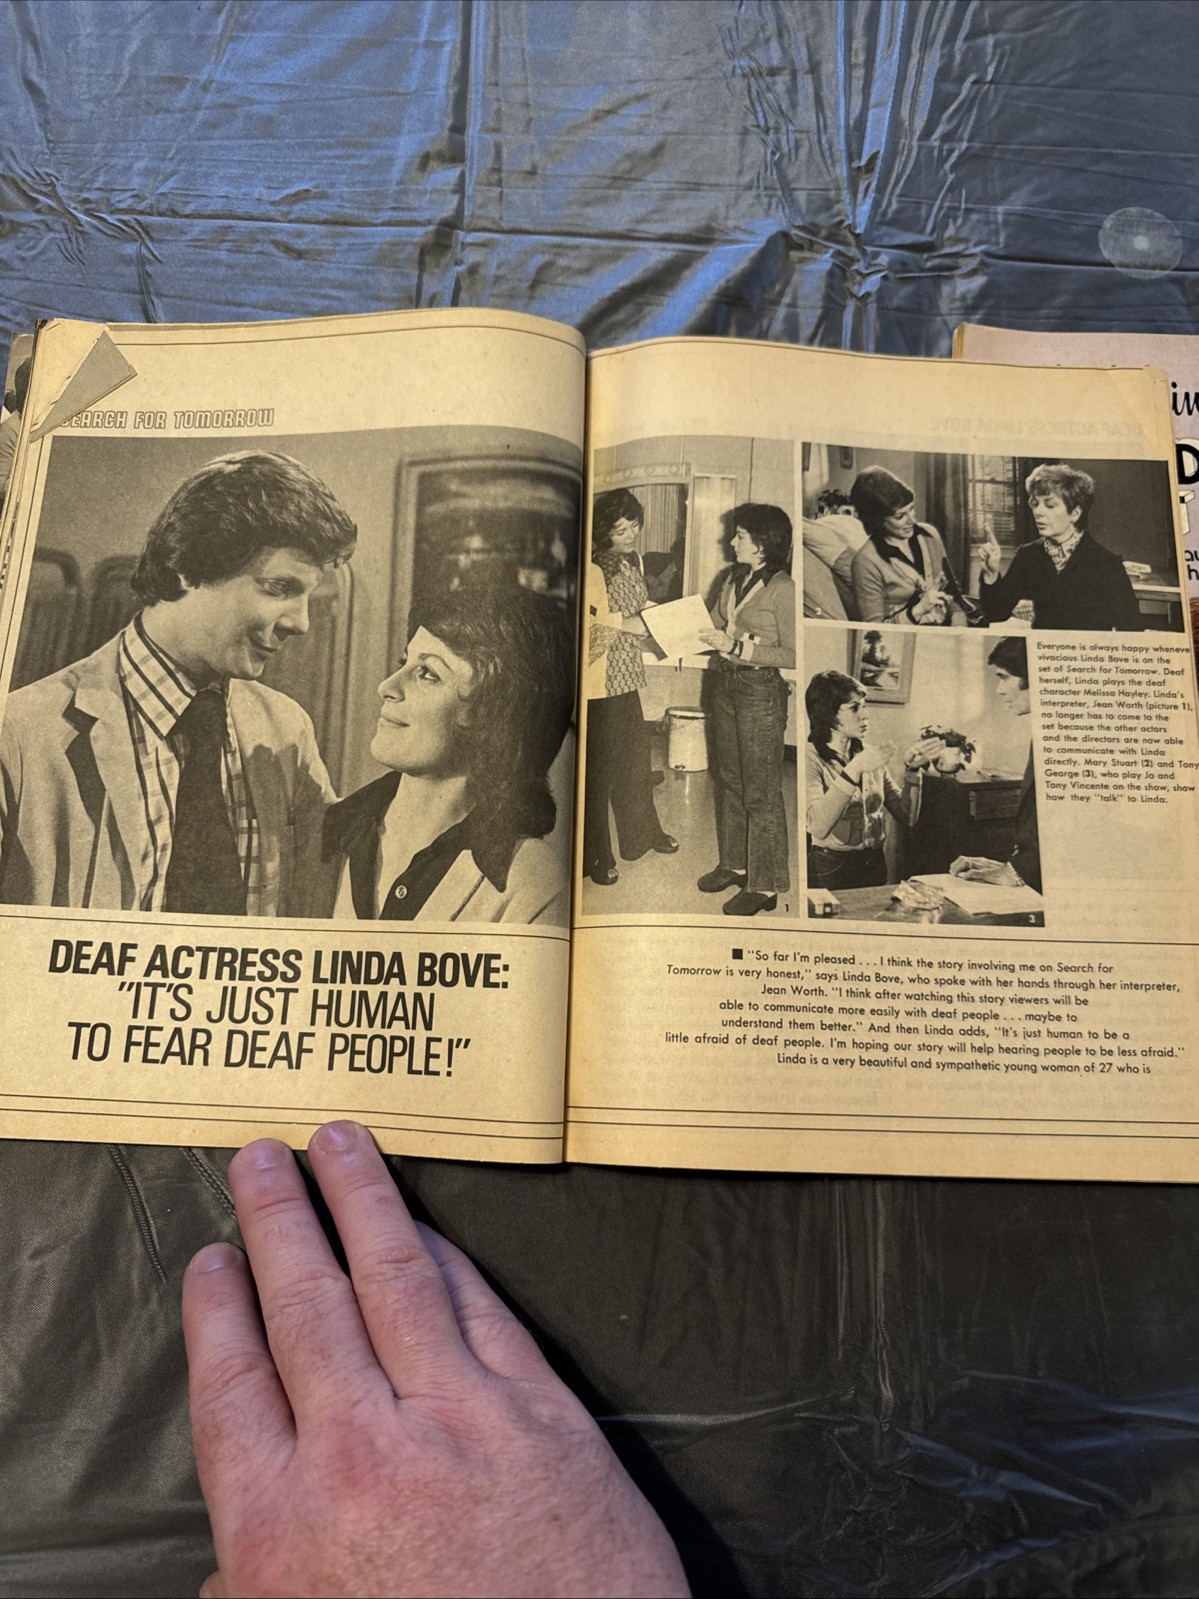 SEARCH FOR TOMORROW
DEAF ACTRESS LINDA BOVE:
"IT'S JUST HUMAN
TO FEAR DEAF PEOPLE!"
1
2
3
Everyone is always happy wheneve
vivacious Linda Bove is on the
set of Search for Tomorrow. Deaf
herself, Linda plays the deaf
character Melissa Hayley. Linda's
interpreter, Jean Worth (picture 1),
no longer has to come to the
set because the other actors
and the directors are now able
to communicate with Linda
directly. Mary Stuart (2) and Tony
George (3), who play Jo and
Tony Vincente on the show, show
how they "talk" to Linda.
■ "So far I'm pleased . . . I think the story involving me on Search for
Tomorrow is very honest," says Linda Bove, who spoke with her hands through her interpreter,
Jean Worth. "I think after watching this story viewers will be
able to communicate more easily with deaf people . . . maybe to
understand them better." And then Linda adds, "It's just human to be a
little afraid of deaf people. I'm hoping our story will help hearing people to be less afraid."
Linda is a very beautiful and sympathetic young woman of 27 who is
in
D